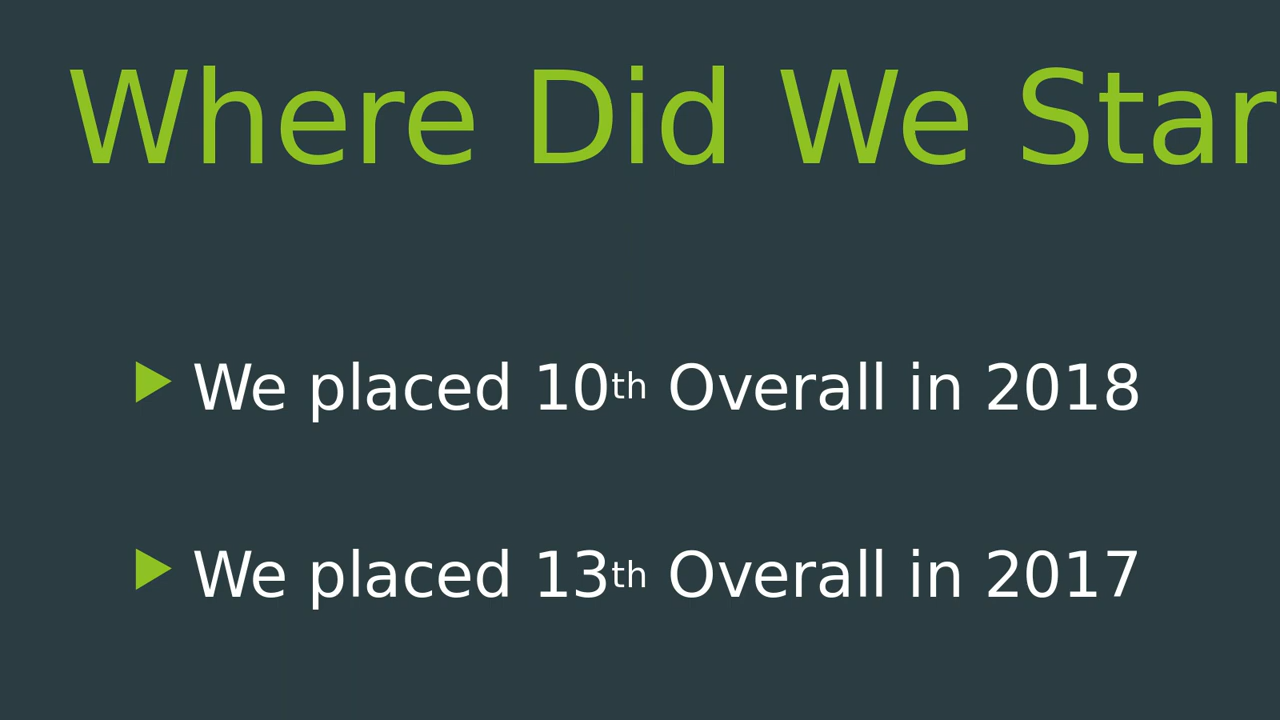 Where Did We Star
We placed 10th Overall in 2018
We placed 13th Overall in 2017